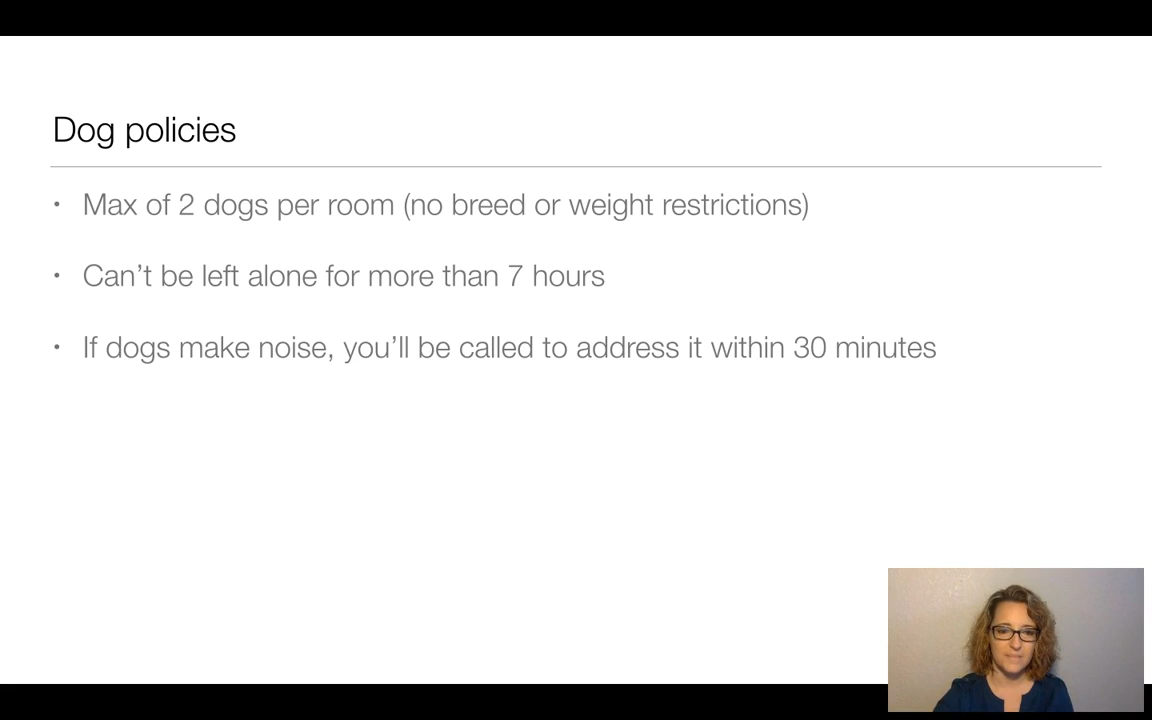 Dog policies
• Max of 2 dogs per room (no breed or weight restrictions)
• Can’t be left alone for more than 7 hours
• If dogs make noise, you’ll be called to address it within 30 minutes